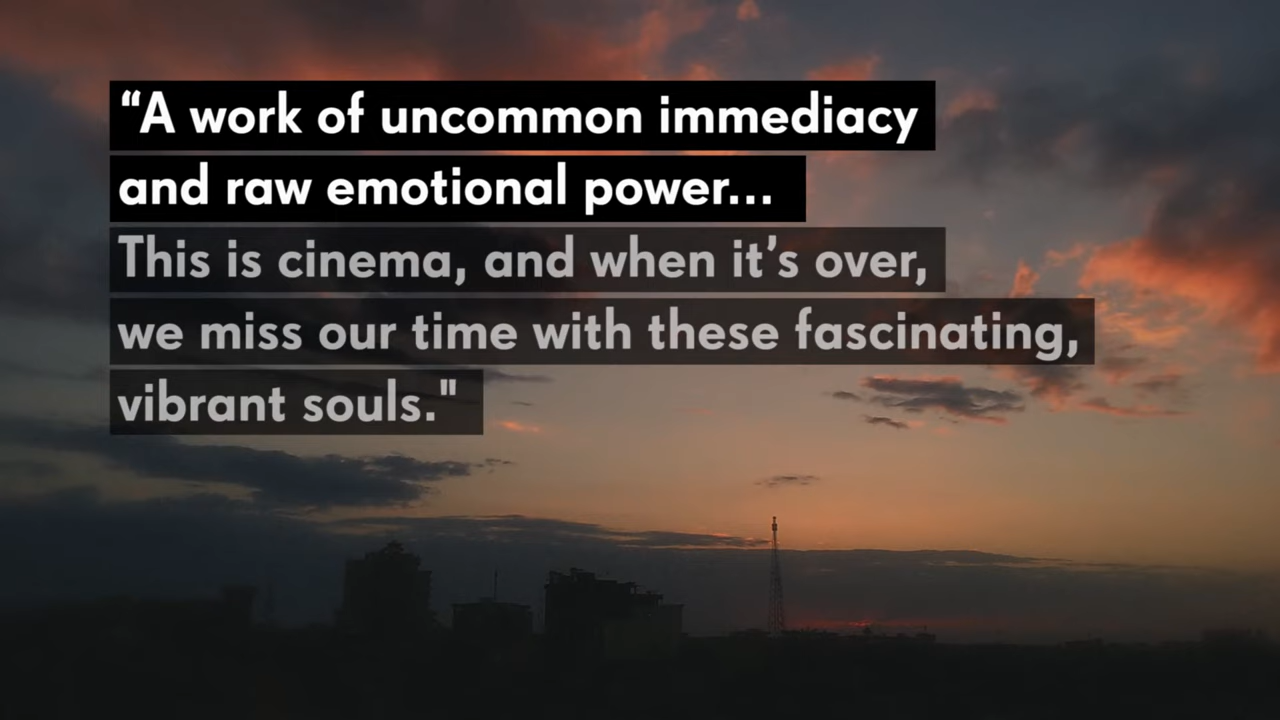 “A work of uncommon immediacy
and raw emotional power...
This is cinema, and when it’s over,
we miss our time with these fascinating,
vibrant souls."